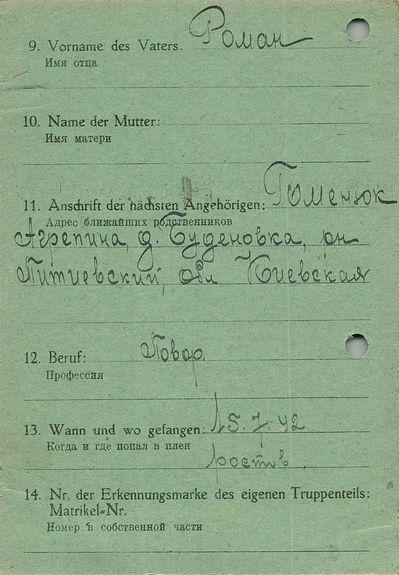 9. Vorname des Vaters. Роман
Имя отца
10. Name der Mutter:
Имя матери
11. Anschrift der nächsten Angehörigen: Гоменюк
Адрес ближайших родственников
Агрепина, д. Буденовка, рн
Питиевский, обл Киевская
12. Beruf: Повар
Профессия
13. Wann und wo gefangen: 15.7.42
Когда и где попал в плен
ростов.
14. Nr. der Erkennungsmarke des eigenen Truppenteils:
Matrikel-Nr.
Номер в собственной части